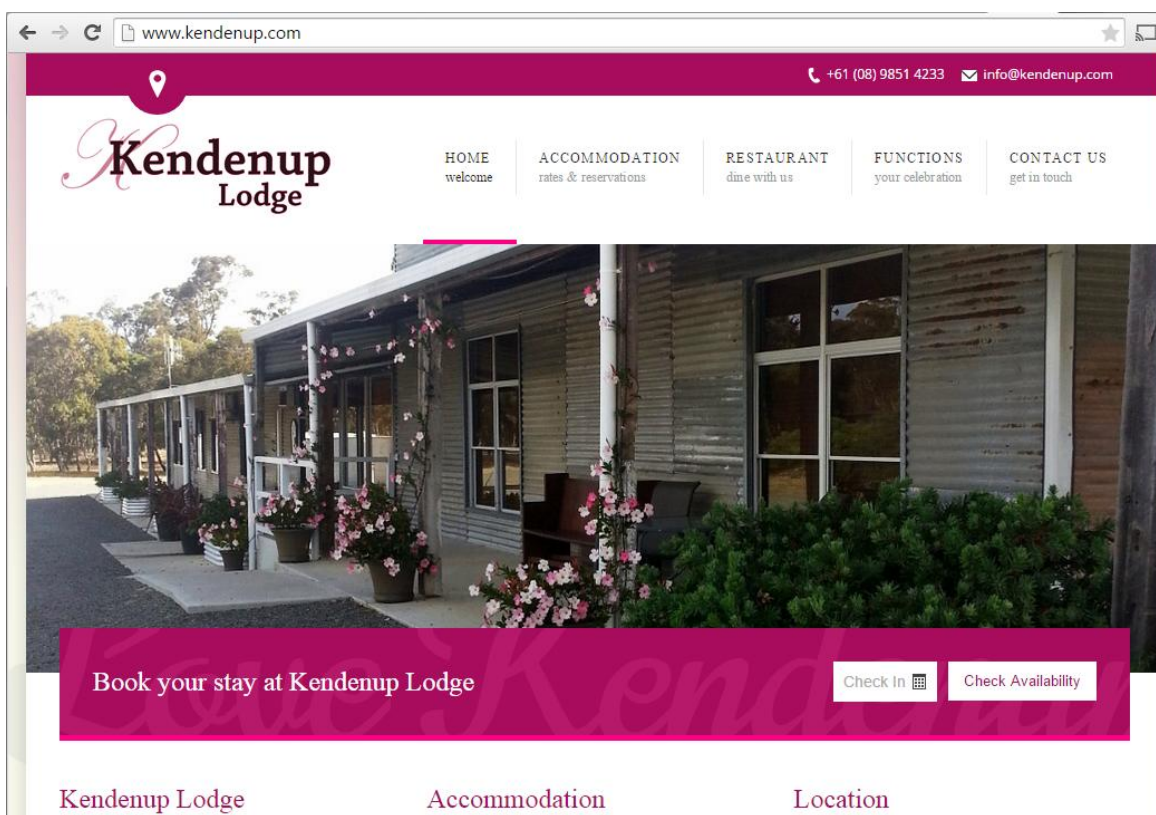 www.kendenup.com
+61 (08) 9851 4233 info@kendenup.com
Kendenup
Lodge
HOME
welcome
ACCOMMODATION
rates & reservations
RESTAURANT
dine with us
FUNCTIONS
your celebration
CONTACT US
get in touch
Love Kendenup
Book your stay at Kendenup Lodge
Check In
Check Availability
Kendenup Lodge
Accommodation
Location